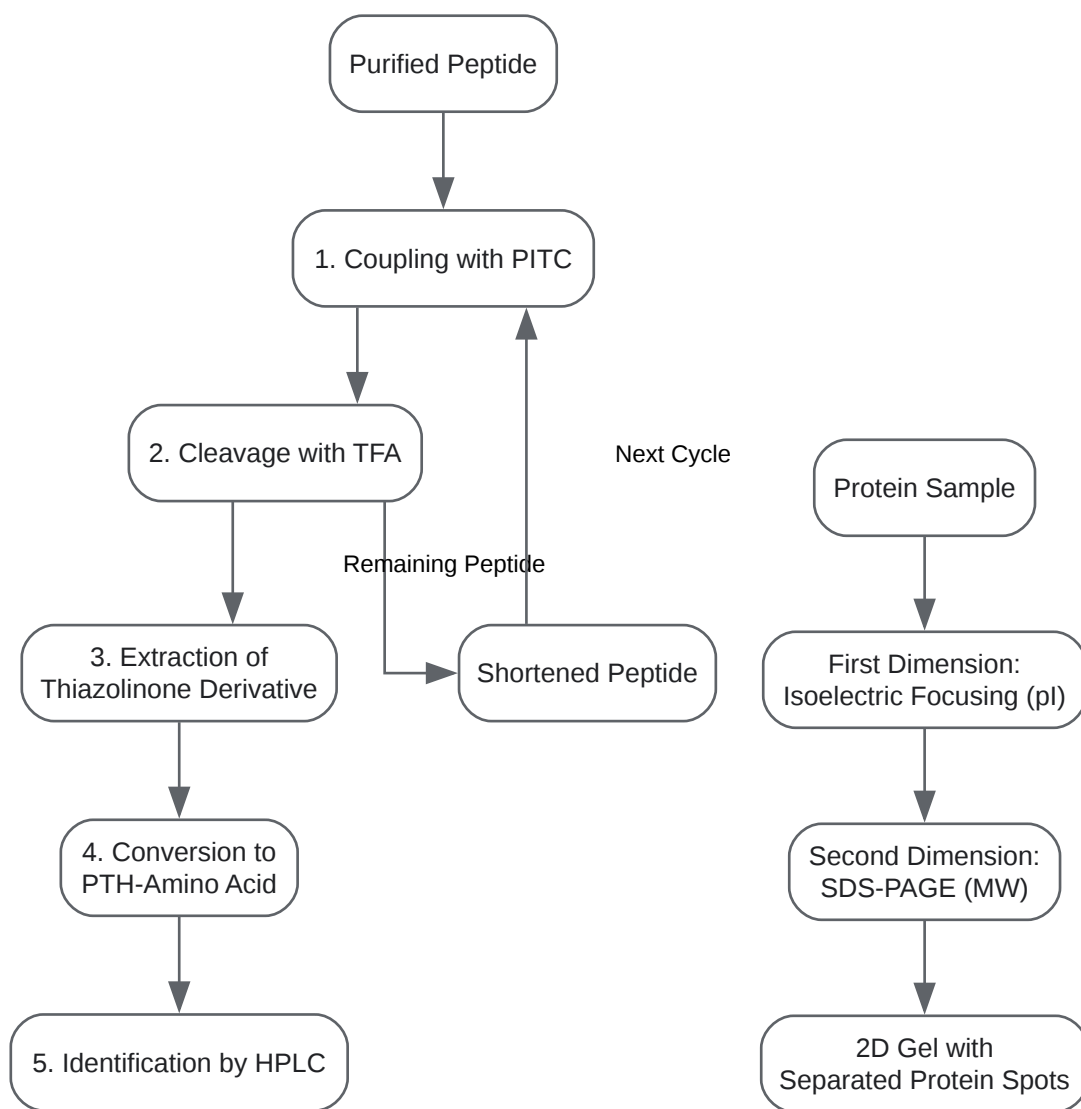 Purified Peptide
1. Coupling with PITC
2. Cleavage with TFA
Next Cycle
Remaining Peptide
3. Extraction of
Thiazolinone Derivative
Shortened Peptide
4. Conversion to
PTH-Amino Acid
5. Identification by HPLC
Protein Sample
First Dimension:
Isoelectric Focusing (pI)
Second Dimension:
SDS-PAGE (MW)
2D Gel with
Separated Protein Spots